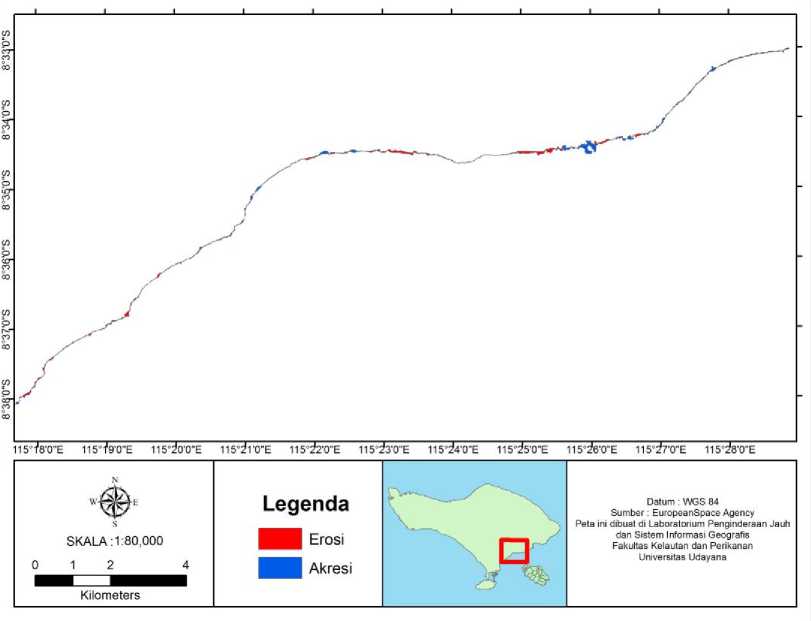 8°33'0"S
8°34'0"S
8°35'0"S
8°36'0"S
8°37'0"S
8°38'0"S
115°18'0"E 115°19'0"E 115°20'0"E 115°21'0"E 115°22'0"E 115°23'0"E 115°24'0"E 115°25'0"E 115°26'0"E 115°27'0"E 115°28'0"E
N
W E
S
SKALA :1:80,000
0 1 2 4
Kilometers
Legenda
Erosi
Akresi
Datum : WGS 84
Sumber : EuropeanSpace Agency
Peta ini dibuat di Laboratorium Penginderaan Jauh
dan Sistem Informasi Geografis
Fakultas Kelautan dan Perikanan
Universitas Udayana